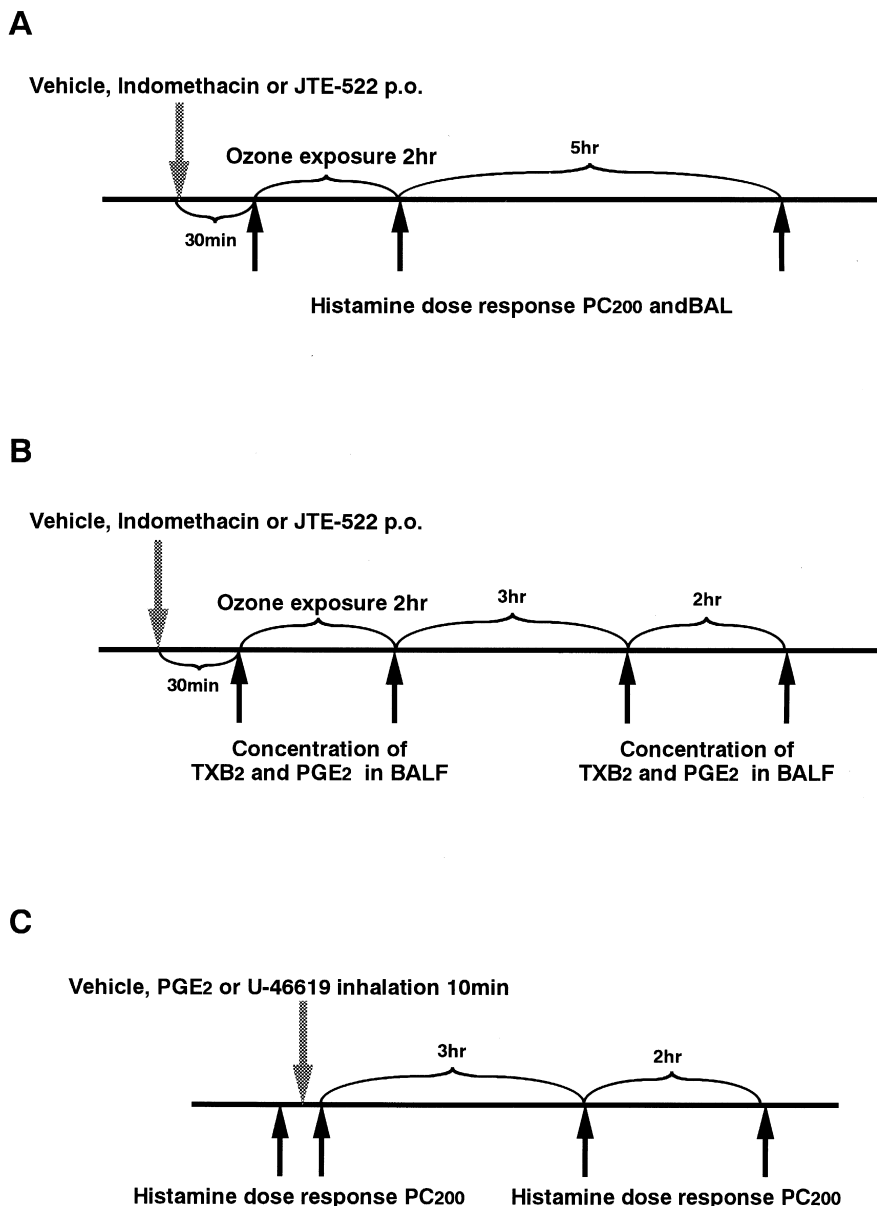 A
Vehicle, Indomethacin or JTE-522 p.o.
Ozone exposure 2hr
5hr
30min
Histamine dose response PC200 andBAL
B
Vehicle, Indomethacin or JTE-522 p.o.
Ozone exposure 2hr
3hr
2hr
30min
Concentration of
TXB2 and PGE2 in BALF
Concentration of
TXB2 and PGE2 in BALF
C
Vehicle, PGE2 or U-46619 inhalation 10min
3hr
2hr
Histamine dose response PC200
Histamine dose response PC200